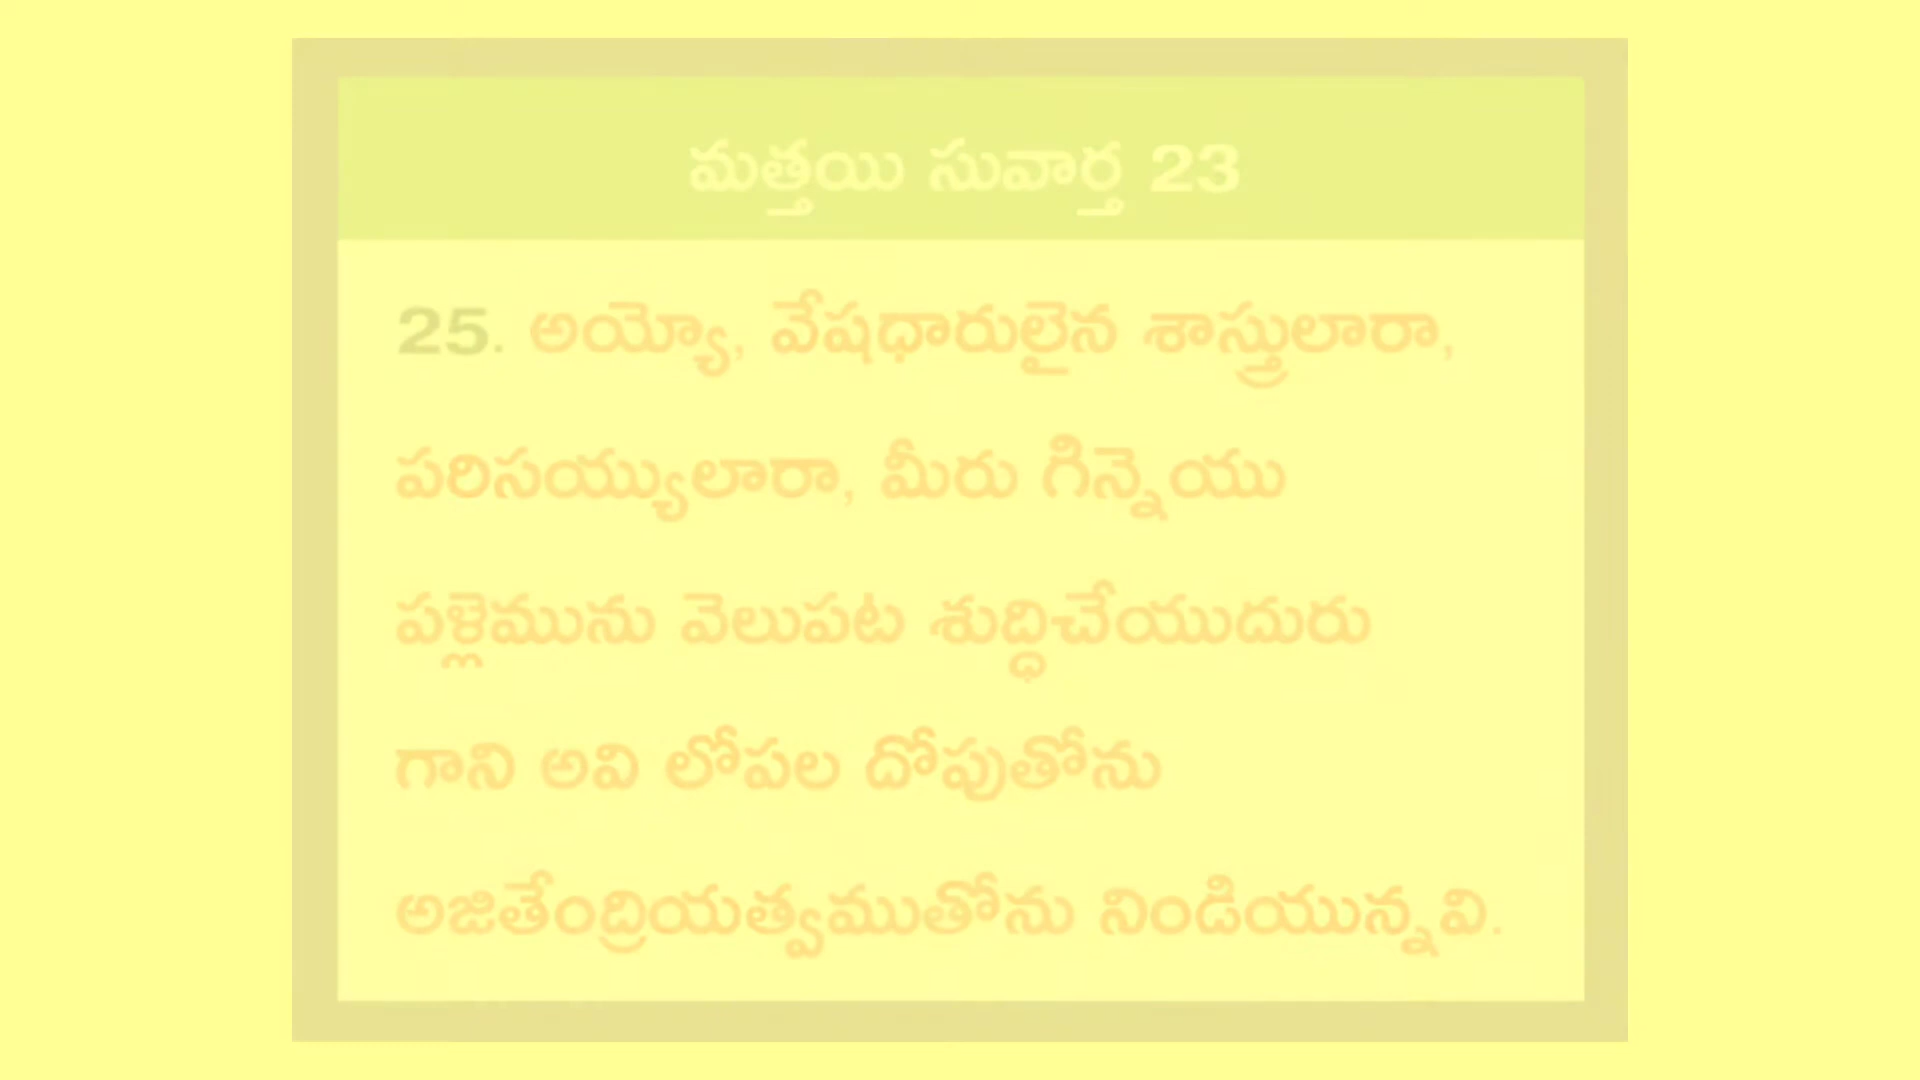 మత్తయి సువార్త 23
25. అయ్యో, వేషధారులైన శాస్త్రులారా,
పరిసయ్యులారా, మీరు గిన్నెయు
పళ్లెమును వెలుపట శుద్ధిచేయుదురు
గాని అవి లోపల దోపుతోను
అజితేంద్రియత్వముతోను నిండియున్నవి.